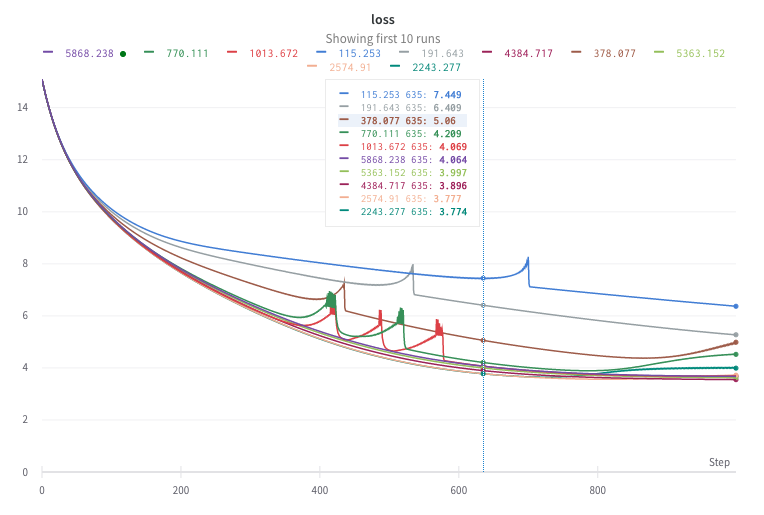 loss
Showing first 10 runs
5868.238 770.111 1013.672 115.253 191.643 4384.717 378.077 5363.152
2574.91 2243.277
115.253 635: 7.449
191.643 635: 6.409
378.077 635: 5.06
770.111 635: 4.209
1013.672 635: 4.069
5868.238 635: 4.064
5363.152 635: 3.997
4384.717 635: 3.896
2574.91 635: 3.777
2243.277 635: 3.774
14
12
10
8
6
4
2
0
Step
0 200 400 600 800